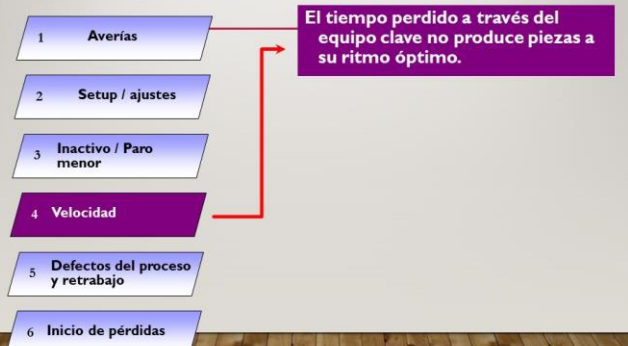 El tiempo perdido a través del
equipo clave no produce piezas a
su ritmo óptimo.
1 Averías
2 Setup / ajustes
3 Inactivo / Paro
menor
4 Velocidad
5 Defectos del proceso
y retrabajo
6 Inicio de pérdidas